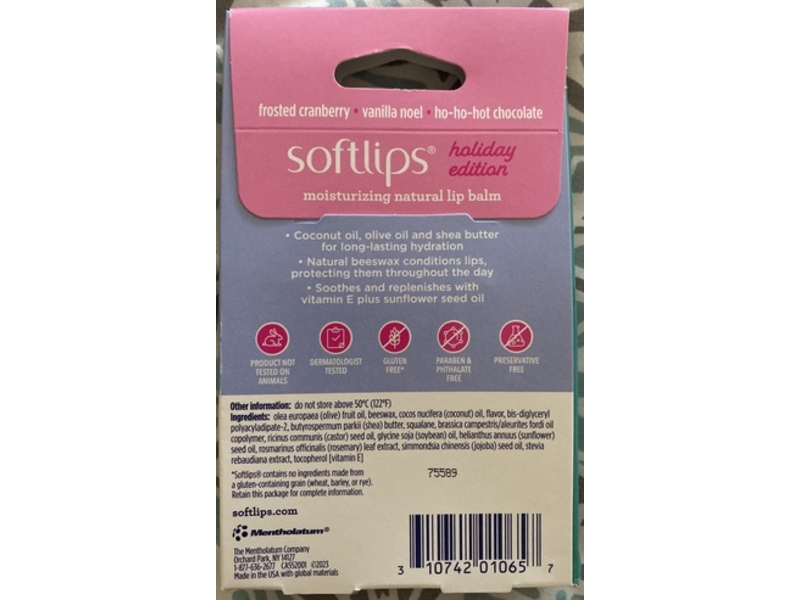 frosted cranberry • vanilla noel • ho-ho-hot chocolate
softlips® holiday edition
moisturizing natural lip balm
• Coconut oil, olive oil and shea butter
for long-lasting hydration
• Natural beeswax conditions lips,
protecting them throughout the day
• Soothes and replenishes with
vitamin E plus sunflower seed oil
PRODUCT NOT
TESTED ON
ANIMALS
DERMATOLOGIST
TESTED
GLUTEN
FREE*
PARABEN &
PHTHALATE
FREE
PRESERVATIVE
FREE
Other information: do not store above 50°C (122°F)
Ingredients: olea europaea (olive) fruit oil, beeswax, cocos nucifera (coconut) oil, flavor, bis-diglyceryl
polyacyladipate-2, butyrospermum parkii (shea) butter, squalane, brassica campestris/aleurites fordi oil
copolymer, ricinus communis (castor) seed oil, glycine soja (soybean) oil, helianthus annuus (sunflower)
seed oil, rosmarinus officinalis (rosemary) leaf extract, simmondsia chinensis (jojoba) seed oil, stevia
rebaudiana extract, tocopherol [vitamin E]
*Softlips® contains no ingredients made from
a gluten-containing grain (wheat, barley, or rye).
Retain this package for complete information.
75589
softlips.com
Mentholatum®
The Mentholatum Company
Orchard Park, NY 14127
1-877-636-2677 CA552001 ©2023
Made in the USA with global materials
3 10742 01065 7